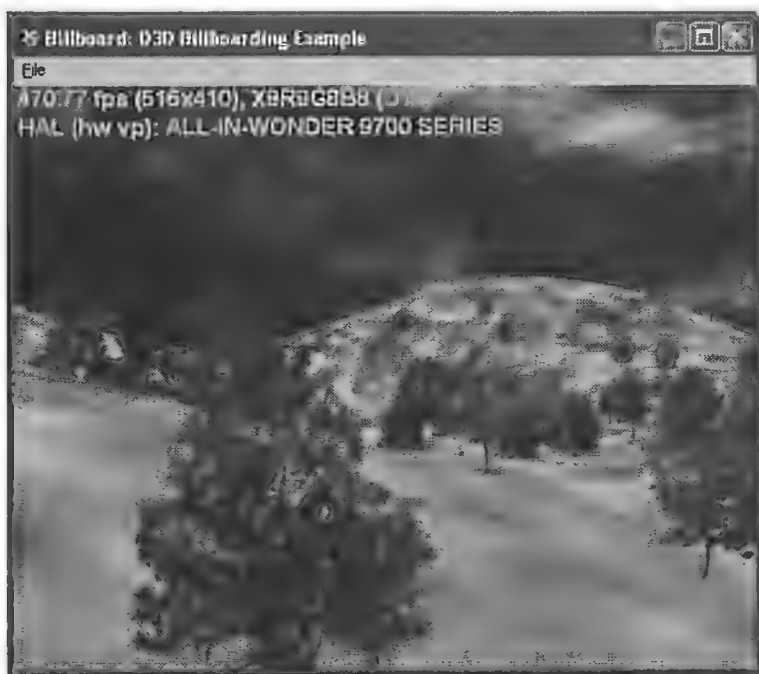 Billboard: D3D Billboarding Example
File
fps (516x410), X8R8G8B8
HAL (hw vp): ALL-IN-WONDER 9700 SERIES